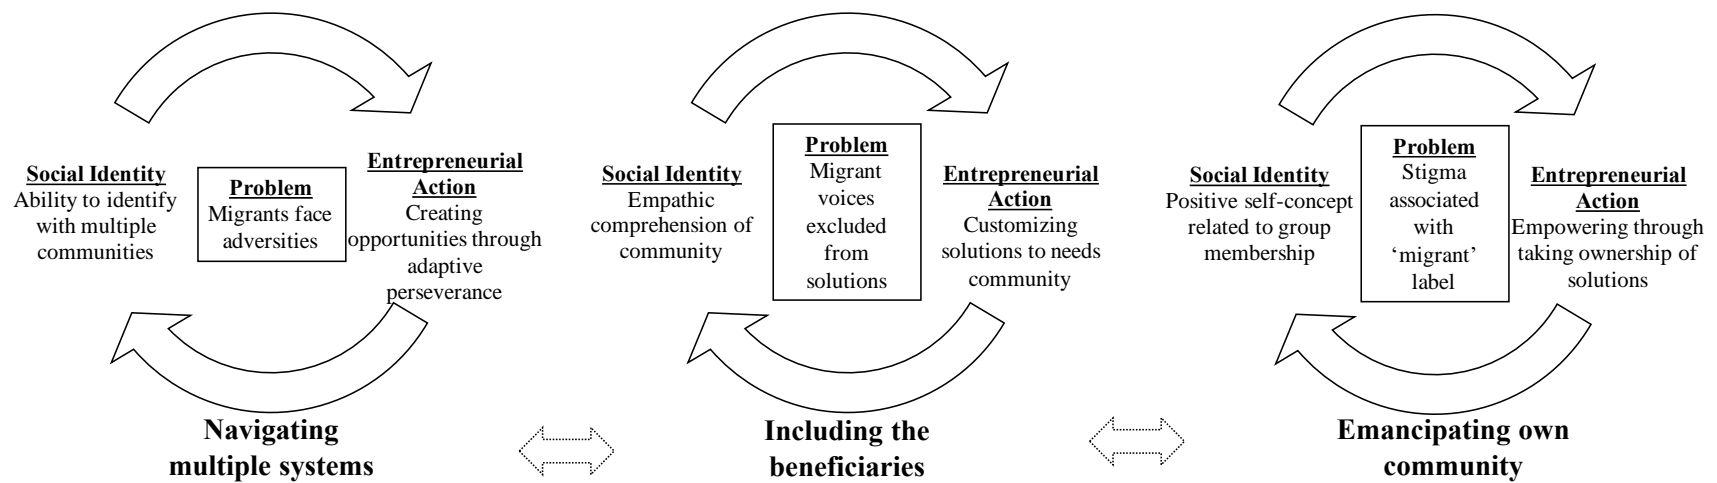 Social Identity
Ability to identify
with multiple
communities
Problem
Migrants face
adversities
Entrepreneurial
Action
Creating
opportunities through
adaptive
perseverance
Navigating
multiple systems
Social Identity
Empathic
comprehension of
community
Problem
Migrant
voices
excluded
from
solutions
Entrepreneurial
Action
Customizing
solutions to needs
community
Including the
beneficiaries
Social Identity
Positive self-concept
related to group
membership
Problem
Stigma
associated
with
‘migrant’
label
Entrepreneurial
Action
Empowering through
taking ownership of
solutions
Emancipating own
community